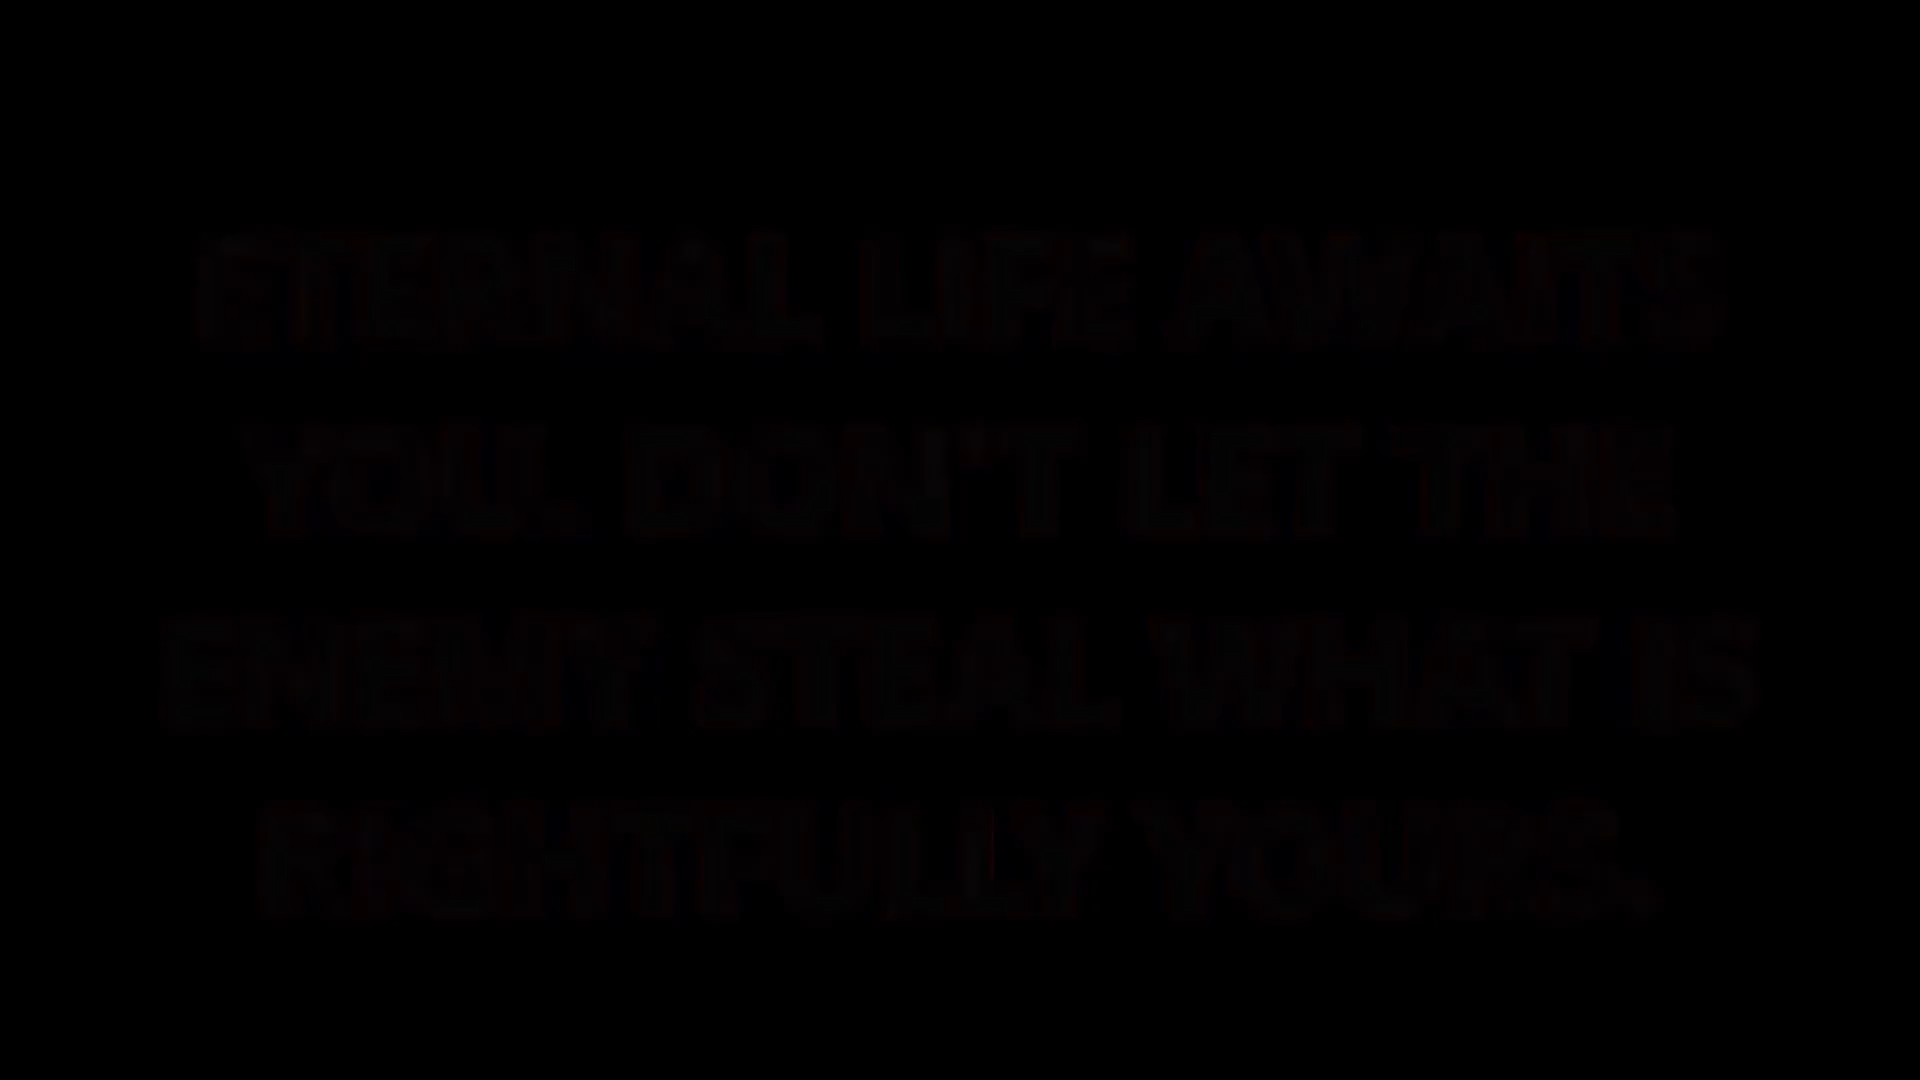 ETERNAL LIFE AWAITS
YOU. DON'T LET THE
ENEMY STEAL WHAT IS
RIGHTFULLY YOURS.